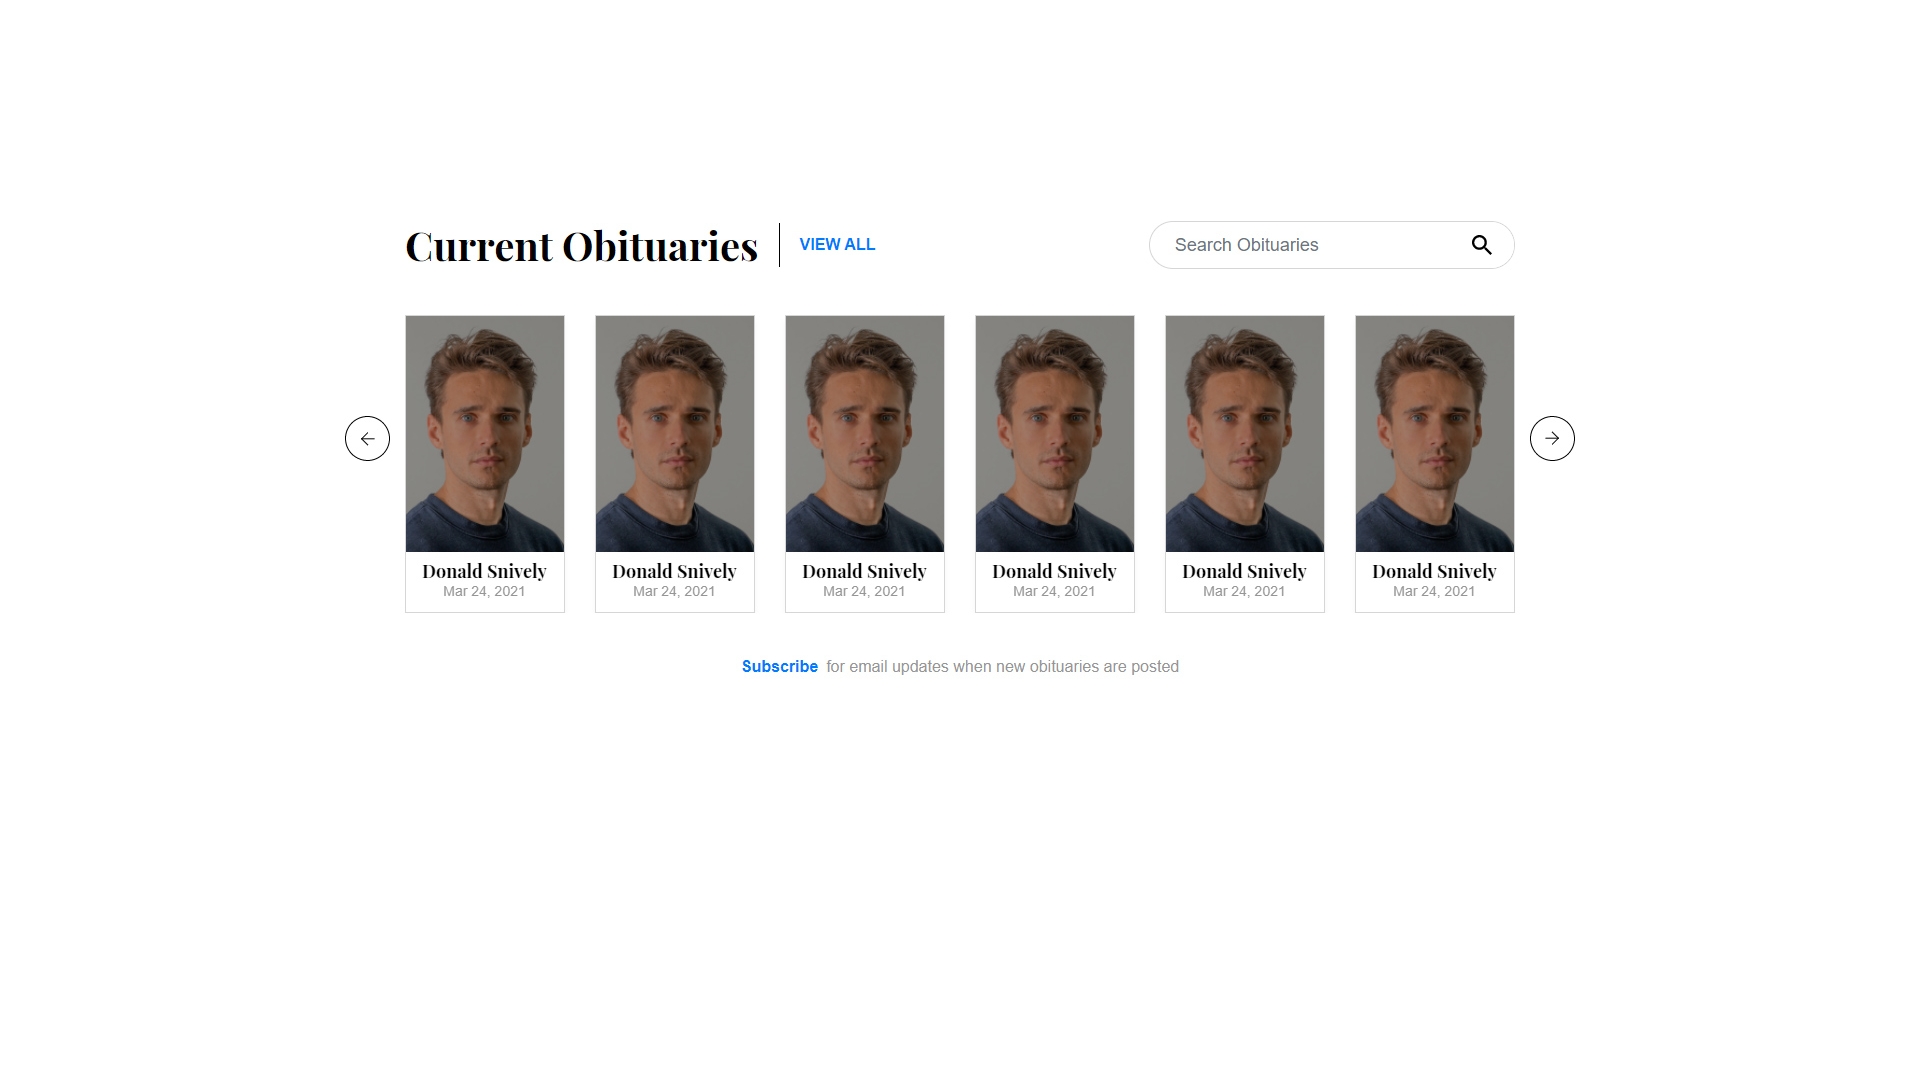 Current Obituaries
VIEW ALL
Search Obituaries
Donald Snively
Mar 24, 2021
Donald Snively
Mar 24, 2021
Donald Snively
Mar 24, 2021
Donald Snively
Mar 24, 2021
Donald Snively
Mar 24, 2021
Donald Snively
Mar 24, 2021
Subscribe for email updates when new obituaries are posted